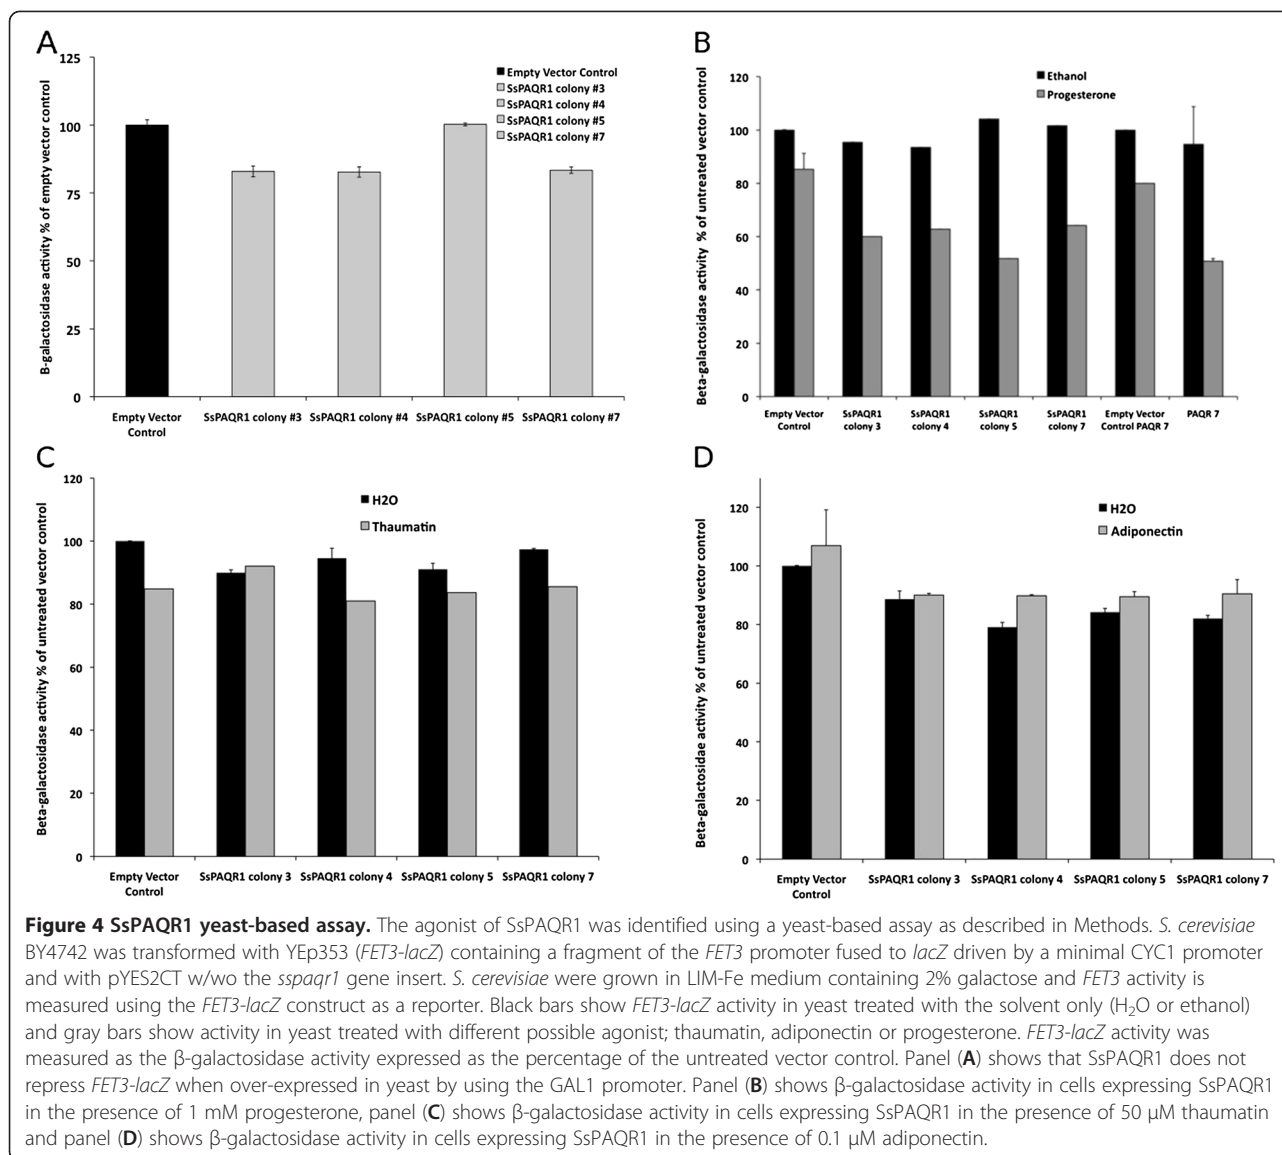 A
125
100
75
50
25
0
B-galactosidase activity % of empty vector control
Empty Vector Control
SsPAQR1 colony #3
SsPAQR1 colony #4
SsPAQR1 colony #5
SsPAQR1 colony #7
Empty Vector
Control
SsPAQR1 colony #3
SsPAQR1 colony #4
SsPAQR1 colony #5
SsPAQR1 colony #7
B
120
100
80
60
40
20
0
Beta-galactosidase activity % of untreated vector control
Ethanol
Progesterone
Empty Vector
Control
SsPAQR1
colony 3
SsPAQR1
colony 4
SsPAQR1
colony 5
SsPAQR1
colony 7
Empty Vector
Control PAQR 7
PAQR 7
C
120
100
80
60
40
20
0
Beta-galactosidase activity % of untreated vector control
H2O
Thaumatin
Empty Vector
Control
SsPAQR1 colony 3
SsPAQR1 colony 4
SsPAQR1 colony 5
SsPAQR1 colony 7
D
120
100
80
60
40
20
0
Beta-galactosidae activity % of untreated vector control
H2O
Adiponectin
Empty Vector
Control
SsPAQR1 colony 3
SsPAQR1 colony 4
SsPAQR1 colony 5
SsPAQR1 colony 7
Figure 4 SsPAQR1 yeast-based assay. The agonist of SsPAQR1 was identified using a yeast-based assay as described in Methods. S. cerevisiae
BY4742 was transformed with YEp353 (FET3-lacZ) containing a fragment of the FET3 promoter fused to lacZ driven by a minimal CYC1 promoter
and with pYES2CT w/wo the sspaqr1 gene insert. S. cerevisiae were grown in LIM-Fe medium containing 2% galactose and FET3 activity is
measured using the FET3-lacZ construct as a reporter. Black bars show FET3-lacZ activity in yeast treated with the solvent only (H₂O or ethanol)
and gray bars show activity in yeast treated with different possible agonist; thaumatin, adiponectin or progesterone. FET3-lacZ activity was
measured as the β-galactosidase activity expressed as the percentage of the untreated vector control. Panel (A) shows that SsPAQR1 does not
repress FET3-lacZ when over-expressed in yeast by using the GAL1 promoter. Panel (B) shows β-galactosidase activity in cells expressing SsPAQR1
in the presence of 1 mM progesterone, panel (C) shows β-galactosidase activity in cells expressing SsPAQR1 in the presence of 50 μM thaumatin
and panel (D) shows β-galactosidase activity in cells expressing SsPAQR1 in the presence of 0.1 μM adiponectin.